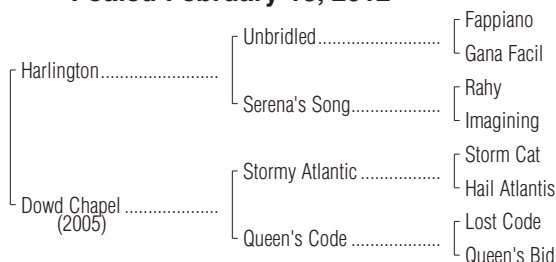 Foaled February 2012
Fappiano
Unbridled........................
Gana Facil
Harlington.......................
Rahy
Serena's Song..................
Imagining
Storm Cat
Stormy Atlantic ................
Hail Atlantis
Dowd Chapel ...................
(2005)
Lost Code
Queen's Code ..................
Queen's Bid